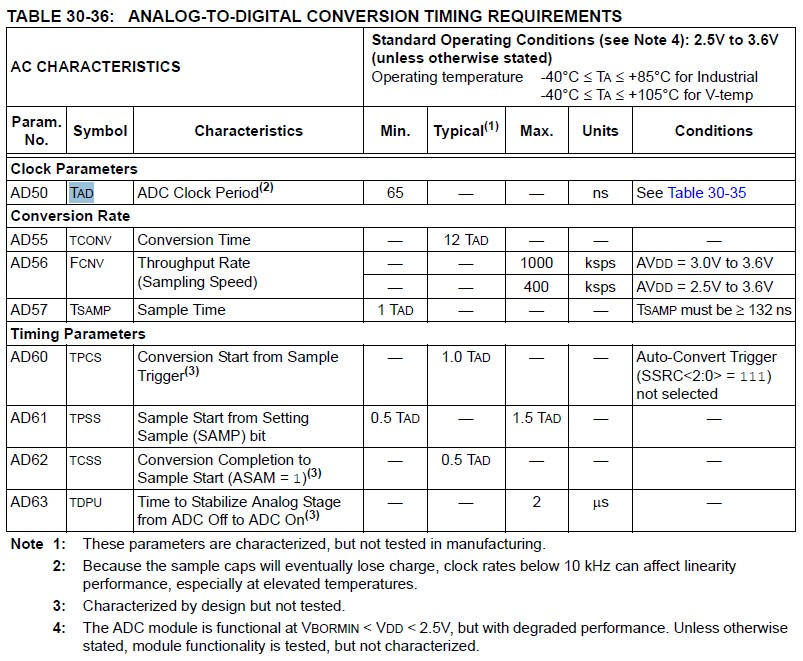 TABLE 30-36: ANALOG-TO-DIGITAL CONVERSION TIMING REQUIREMENTS
AC CHARACTERISTICS
Standard Operating Conditions (see Note 4): 2.5V to 3.6V
(unless otherwise stated)
Operating temperature -40°C ≤ TA ≤ +85°C for Industrial
-40°C ≤ TA ≤ +105°C for V-temp
Param. No. Symbol Characteristics Min. Typical(1) Max. Units Conditions
Clock Parameters
AD50 TAD ADC Clock Period(2) 65 — — ns See Table 30-35
Conversion Rate
AD55 TCONV Conversion Time — 12 TAD — — —
AD56 FCNV Throughput Rate — — 1000 ksps AVDD = 3.0V to 3.6V
(Sampling Speed) — — 400 ksps AVDD = 2.5V to 3.6V
AD57 TSAMP Sample Time 1 TAD — — — TSAMP must be ≥ 132 ns
Timing Parameters
AD60 TPCS Conversion Start from Sample — 1.0 TAD — — Auto-Convert Trigger
Trigger(3) (SSRC<2:0> = 111)
not selected
AD61 TPSS Sample Start from Setting 0.5 TAD — 1.5 TAD — —
Sample (SAMP) bit
AD62 TCSS Conversion Completion to — 0.5 TAD — — —
Sample Start (ASAM = 1)(3)
AD63 TDPU Time to Stabilize Analog Stage — — 2 μs —
from ADC Off to ADC On(3)
Note 1: These parameters are characterized, but not tested in manufacturing.
2: Because the sample caps will eventually lose charge, clock rates below 10 kHz can affect linearity
performance, especially at elevated temperatures.
3: Characterized by design but not tested.
4: The ADC module is functional at VBORMIN < VDD < 2.5V, but with degraded performance. Unless otherwise
stated, module functionality is tested, but not characterized.